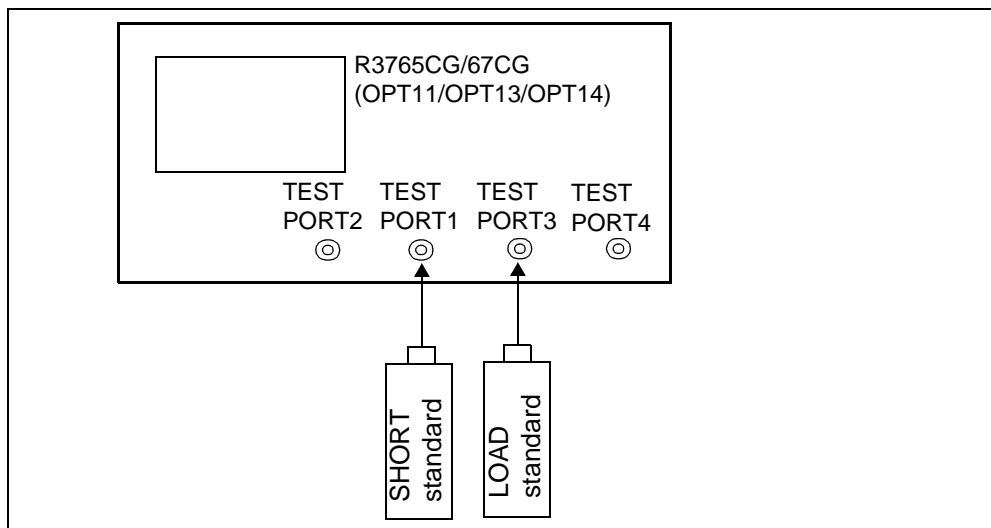 R3765CG/67CG
(OPT11/OPT13/OPT14)
TEST PORT2
TEST PORT1
TEST PORT3
TEST PORT4
SHORT standard
LOAD standard